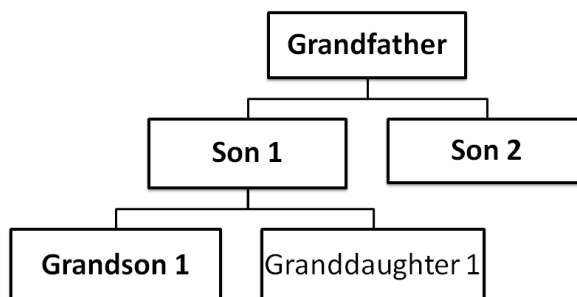 Grandfather
Son 1
Son 2
Grandson 1
Granddaughter 1